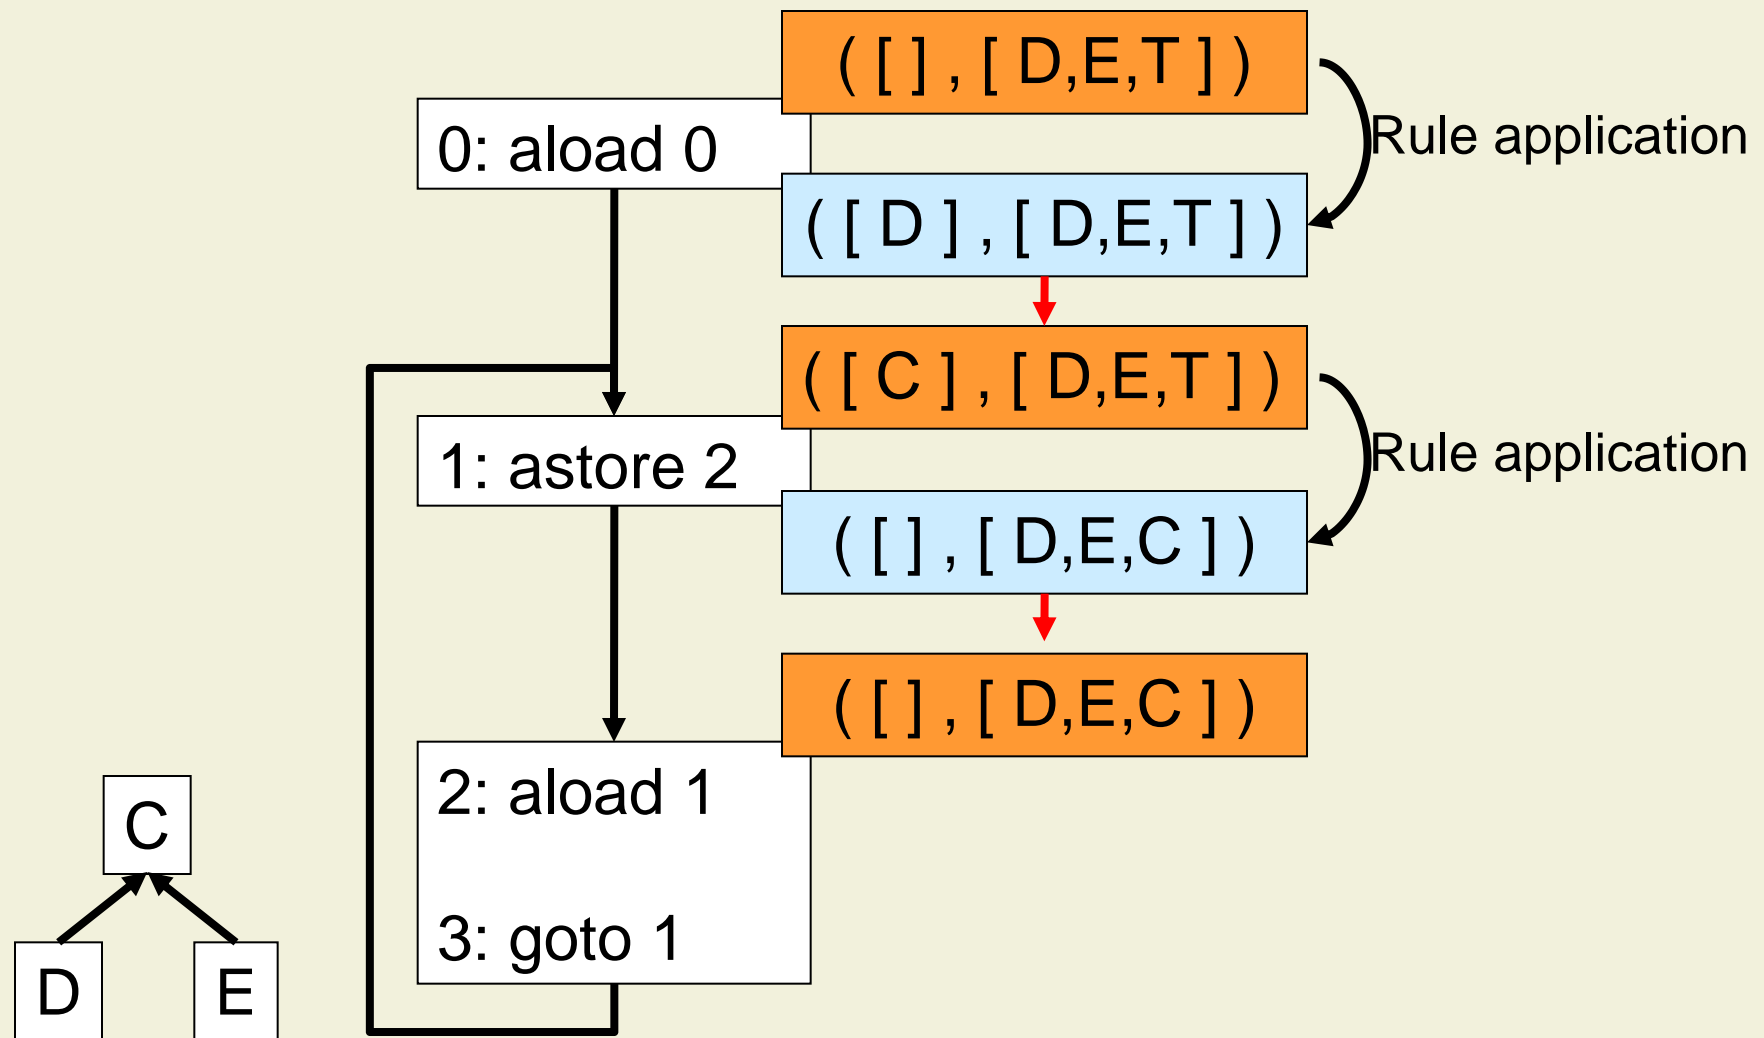 ( [ ] , [ D,E,T ] )
0: aload 0
Rule application
( [ D ] , [ D,E,T ] )
( [ C ] , [ D,E,T ] )
1: astore 2
Rule application
( [ ] , [ D,E,C ] )
( [ ] , [ D,E,C ] )
2: aload 1
C
3: goto 1
D
E